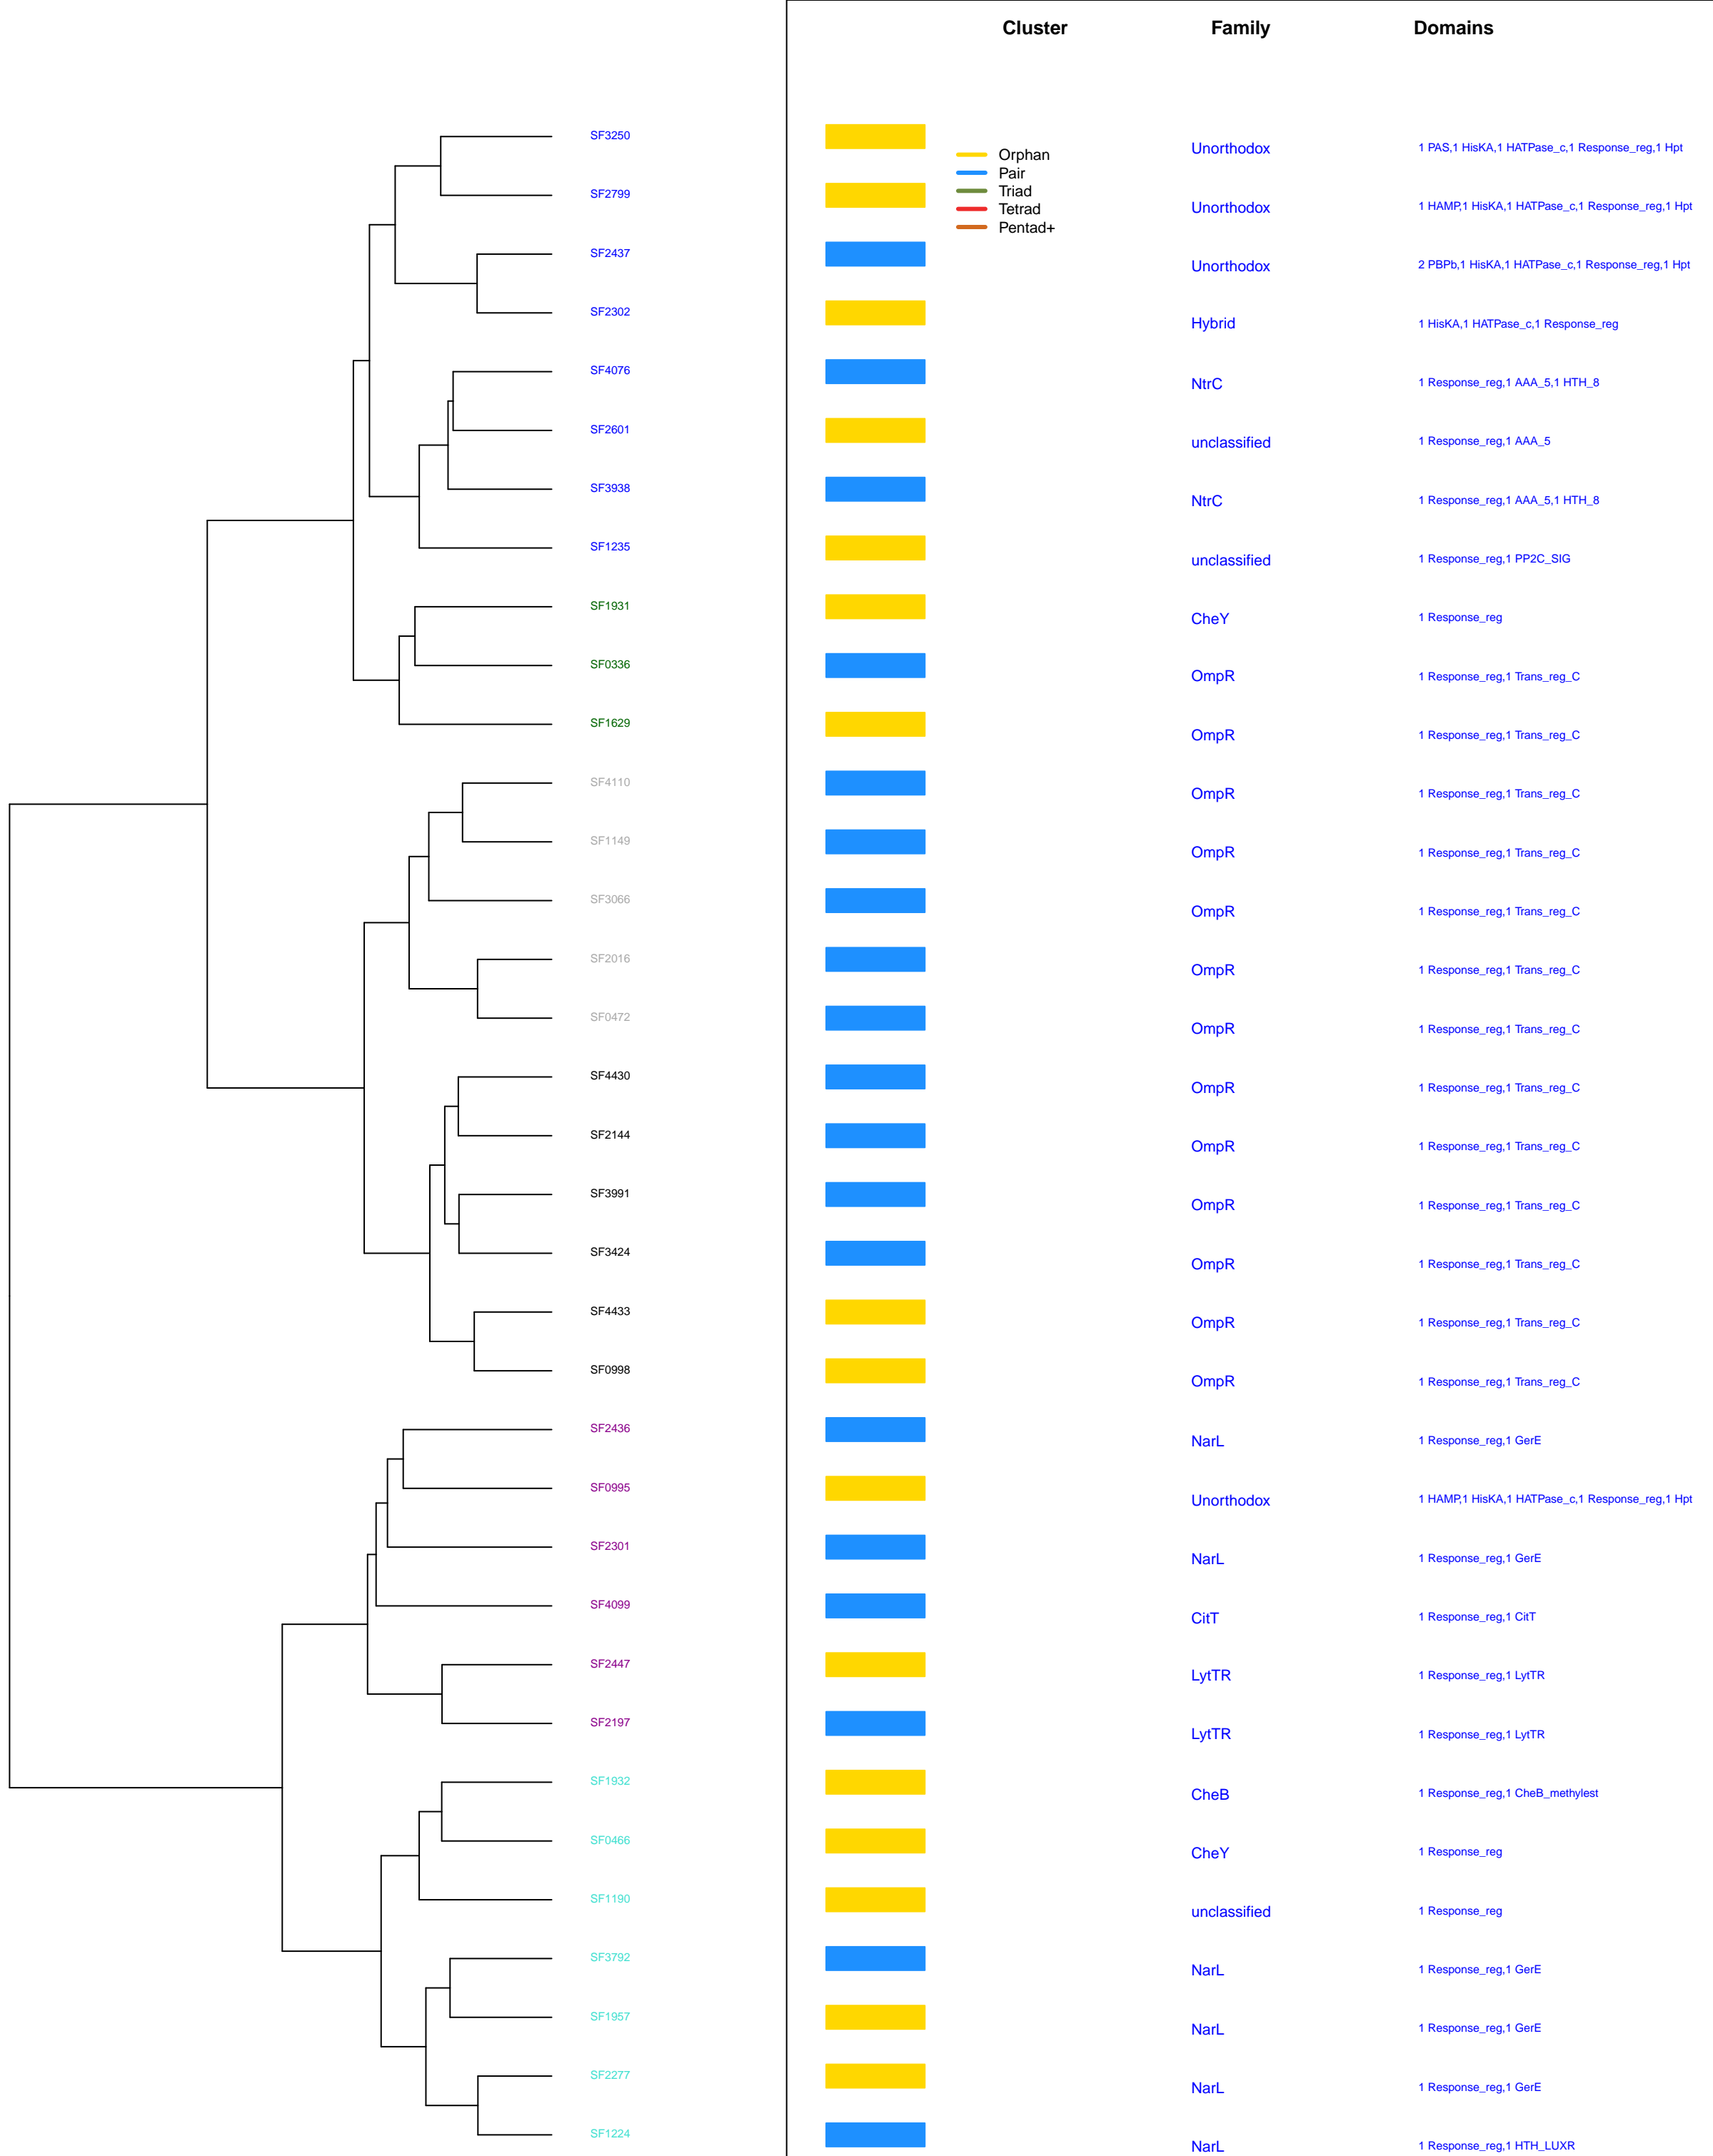 Cluster Family Domains
SF3250 Unorthodox 1 PAS,1 HisKA,1 HATPase_c,1 Response_reg,1 Hpt
Orphan
Pair
Triad
Tetrad
Pentad+
SF2799 Unorthodox 1 HAMP,1 HisKA,1 HATPase_c,1 Response_reg,1 Hpt
SF2437 Unorthodox 2 PBPb,1 HisKA,1 HATPase_c,1 Response_reg,1 Hpt
SF2302 Hybrid 1 HisKA,1 HATPase_c,1 Response_reg
SF4076 NtrC 1 Response_reg,1 AAA_5,1 HTH_8
SF2601 unclassified 1 Response_reg,1 AAA_5
SF3938 NtrC 1 Response_reg,1 AAA_5,1 HTH_8
SF1235 unclassified 1 Response_reg,1 PP2C_SIG
SF1931 CheY 1 Response_reg
SF0336 OmpR 1 Response_reg,1 Trans_reg_C
SF1629 OmpR 1 Response_reg,1 Trans_reg_C
SF4110 OmpR 1 Response_reg,1 Trans_reg_C
SF1149 OmpR 1 Response_reg,1 Trans_reg_C
SF3066 OmpR 1 Response_reg,1 Trans_reg_C
SF2016 OmpR 1 Response_reg,1 Trans_reg_C
SF0472 OmpR 1 Response_reg,1 Trans_reg_C
SF4430 OmpR 1 Response_reg,1 Trans_reg_C
SF2144 OmpR 1 Response_reg,1 Trans_reg_C
SF3991 OmpR 1 Response_reg,1 Trans_reg_C
SF3424 OmpR 1 Response_reg,1 Trans_reg_C
SF4433 OmpR 1 Response_reg,1 Trans_reg_C
SF0998 OmpR 1 Response_reg,1 Trans_reg_C
SF2436 NarL 1 Response_reg,1 GerE
SF0995 Unorthodox 1 HAMP,1 HisKA,1 HATPase_c,1 Response_reg,1 Hpt
SF2301 NarL 1 Response_reg,1 GerE
SF4099 CitT 1 Response_reg,1 CitT
SF2447 LytTR 1 Response_reg,1 LytTR
SF2197 LytTR 1 Response_reg,1 LytTR
SF1932 CheB 1 Response_reg,1 CheB_methylest
SF0466 CheY 1 Response_reg
SF1190 unclassified 1 Response_reg
SF3792 NarL 1 Response_reg,1 GerE
SF1957 NarL 1 Response_reg,1 GerE
SF2277 NarL 1 Response_reg,1 GerE
SF1224 NarL 1 Response_reg,1 HTH_LUXR